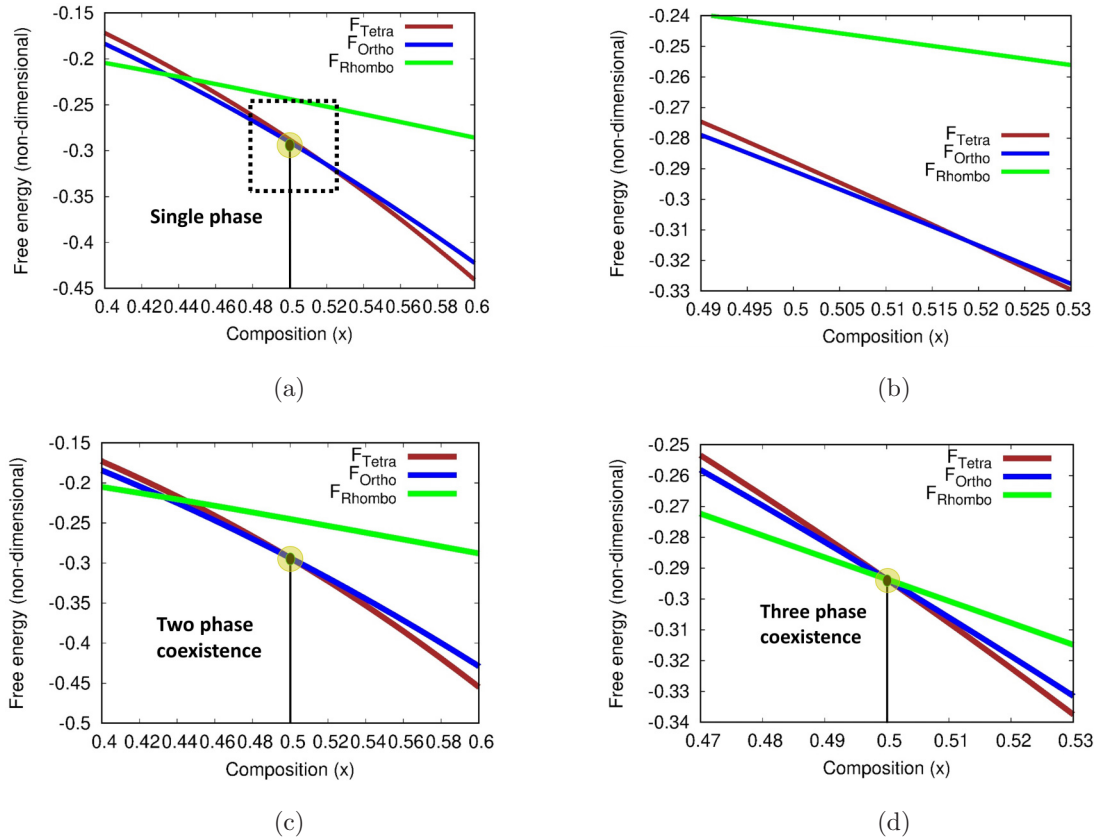 -0.15
-0.2
-0.25
-0.3
-0.35
-0.4
-0.45
Free energy (non-dimensional)
F_Tetra
F_Ortho
F_Rhombo
Single phase
0.4 0.42 0.44 0.46 0.48 0.5 0.52 0.54 0.56 0.58 0.6
Composition (x)
(a)
-0.24
-0.25
-0.26
-0.27
-0.28
-0.29
-0.3
-0.31
-0.32
-0.33
Free energy (non-dimensional)
F_Tetra
F_Ortho
F_Rhombo
0.49 0.495 0.5 0.505 0.51 0.515 0.52 0.525 0.53
Composition (x)
(b)
-0.15
-0.2
-0.25
-0.3
-0.35
-0.4
-0.45
-0.5
Free energy (non-dimensional)
F_Tetra
F_Ortho
F_Rhombo
Two phase
coexistence
0.4 0.42 0.44 0.46 0.48 0.5 0.52 0.54 0.56 0.58 0.6
Composition (x)
(c)
-0.25
-0.26
-0.27
-0.28
-0.29
-0.3
-0.31
-0.32
-0.33
-0.34
Free energy (non-dimensional)
F_Tetra
F_Ortho
F_Rhombo
Three phase
coexistence
0.47 0.48 0.49 0.5 0.51 0.52 0.53
Composition (x)
(d)